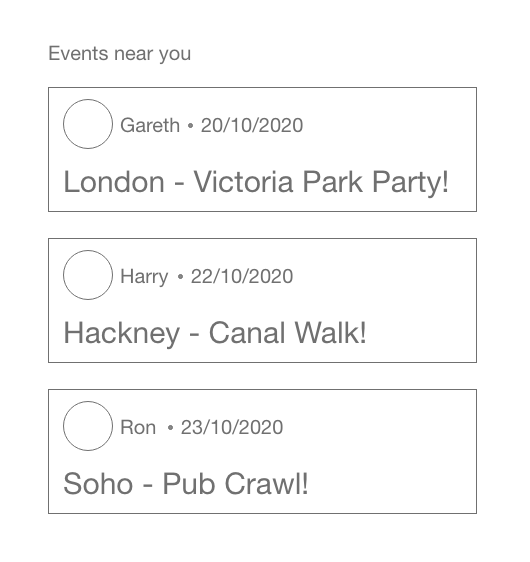 Events near you
Gareth • 20/10/2020
London - Victoria Park Party!
Harry • 22/10/2020
Hackney - Canal Walk!
Ron • 23/10/2020
Soho - Pub Crawl!